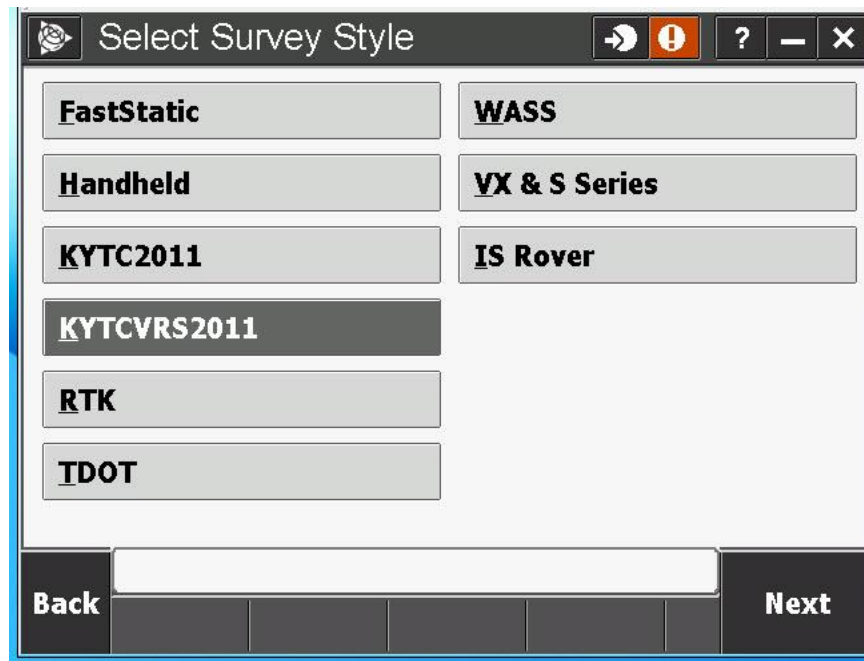 Select Survey Style
?
FastStatic
Handheld
KYTC2011
KYTCVRS2011
RTK
TDOT
WASS
VX & S Series
IS Rover
Back
Next